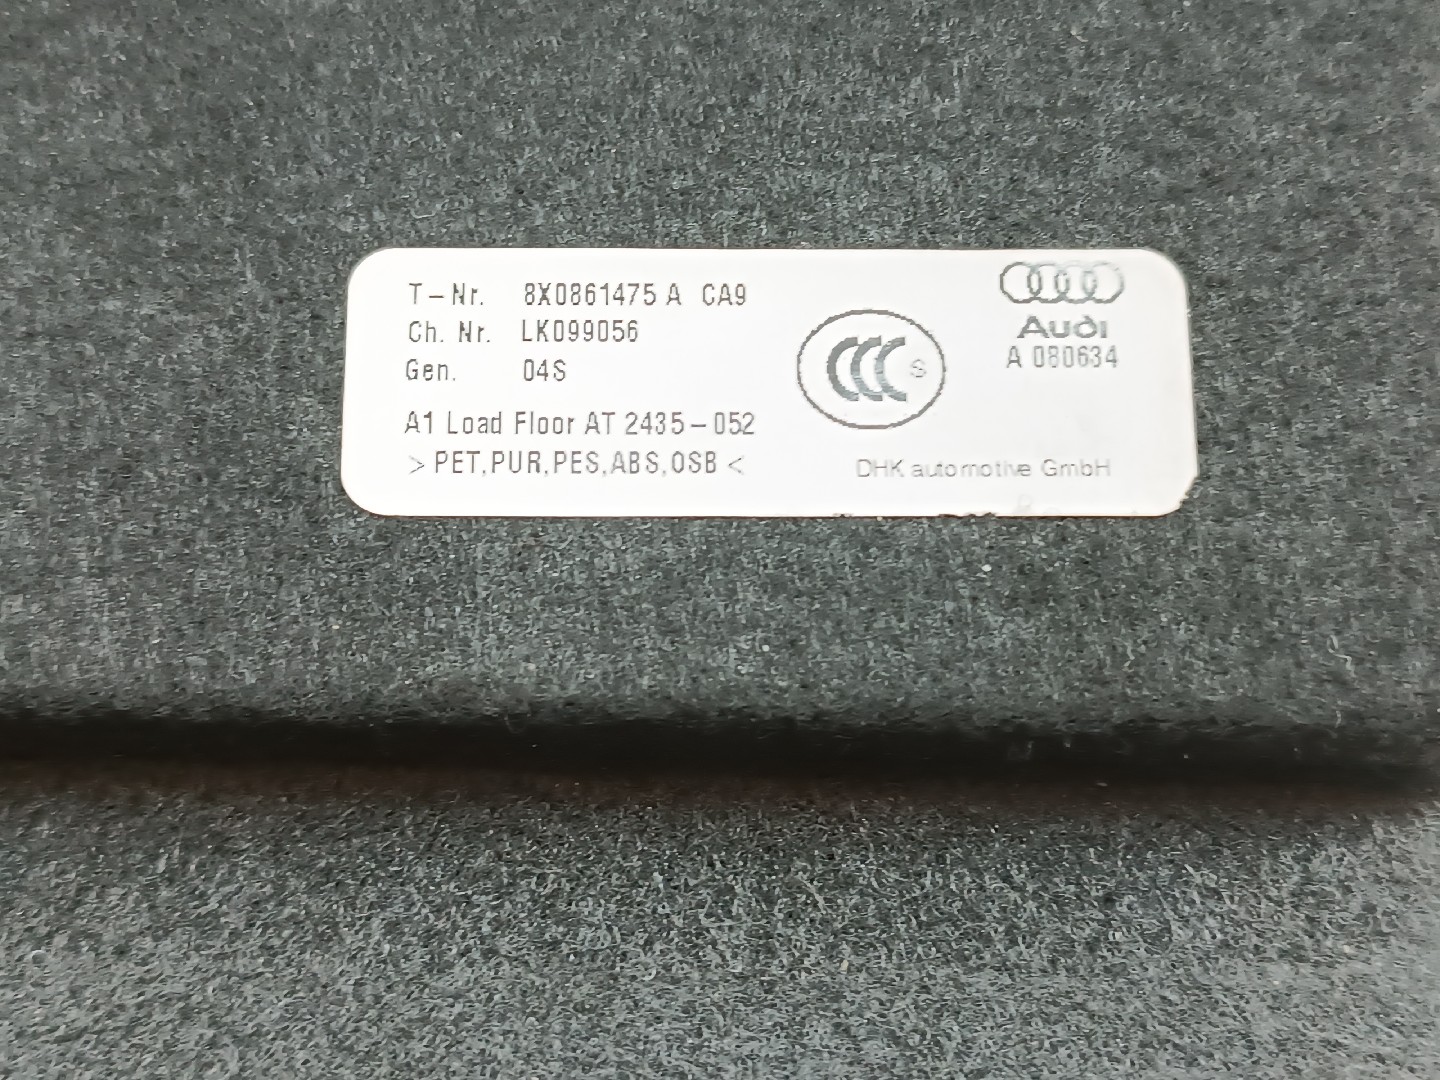 T-Nr. 8X0861475 A CA9
Ch. Nr. LK099056
Gen. 04S
A1 Load Floor AT 2435-052
>PET,PUR,PES,ABS,OSB<
CCC S
Audi
A 080634
DHK automotive GmbH